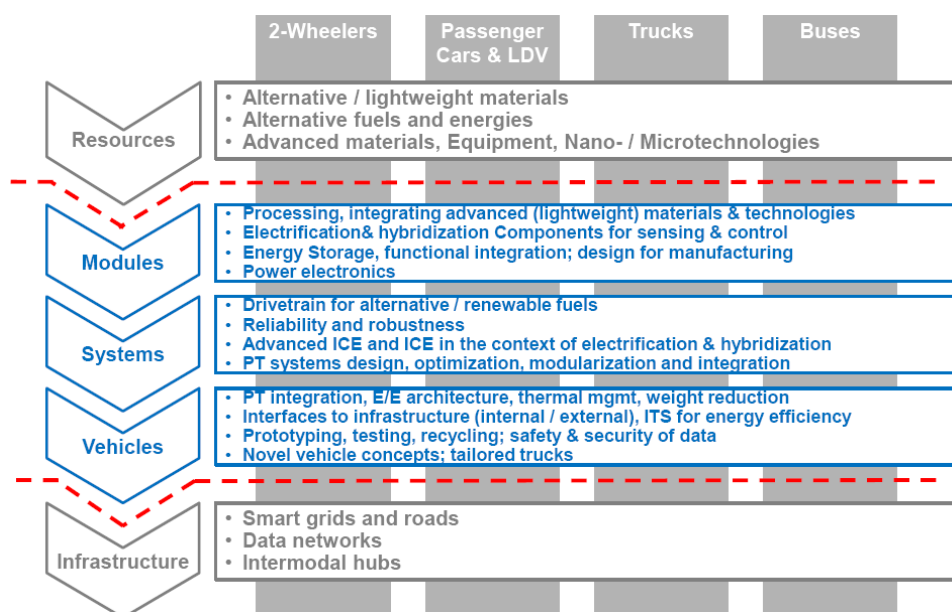 2-Wheelers
Passenger
Cars & LDV
Trucks
Buses
Resources
• Alternative / lightweight materials
• Alternative fuels and energies
• Advanced materials, Equipment, Nano- / Microtechnologies
Modules
• Processing, integrating advanced (lightweight) materials & technologies
• Electrification& hybridization Components for sensing & control
• Energy Storage, functional integration; design for manufacturing
• Power electronics
Systems
• Drivetrain for alternative / renewable fuels
• Reliability and robustness
• Advanced ICE and ICE in the context of electrification & hybridization
• PT systems design, optimization, modularization and integration
Vehicles
• PT integration, E/E architecture, thermal mgmt, weight reduction
• Interfaces to infrastructure (internal / external), ITS for energy efficiency
• Prototyping, testing, recycling; safety & security of data
• Novel vehicle concepts; tailored trucks
Infrastructure
• Smart grids and roads
• Data networks
• Intermodal hubs